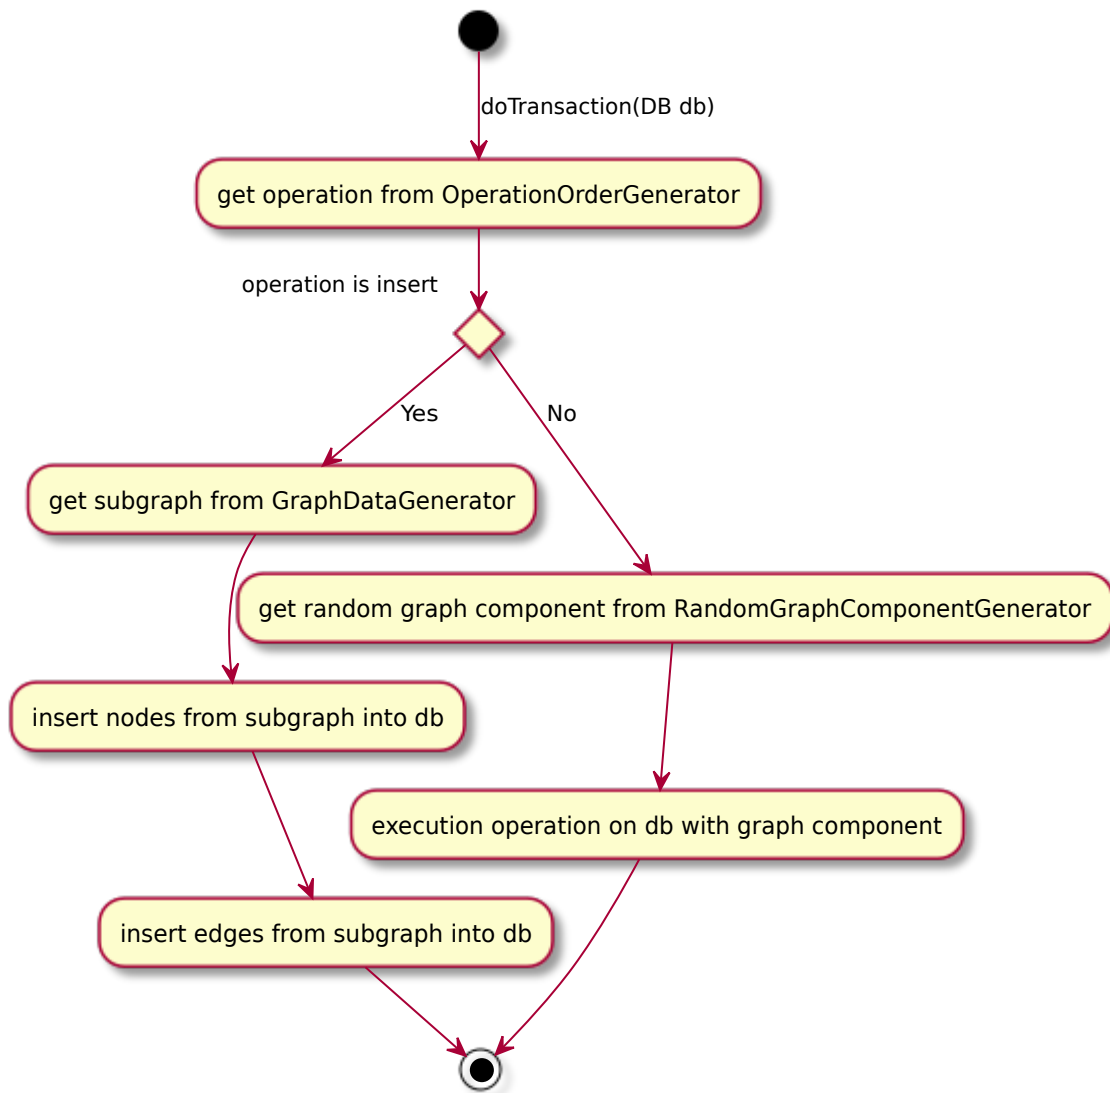 doTransaction(DB db)
get operation from OperationOrderGenerator
operation is insert
Yes
No
get subgraph from GraphDataGenerator
get random graph component from RandomGraphComponentGenerator
insert nodes from subgraph into db
execution operation on db with graph component
insert edges from subgraph into db